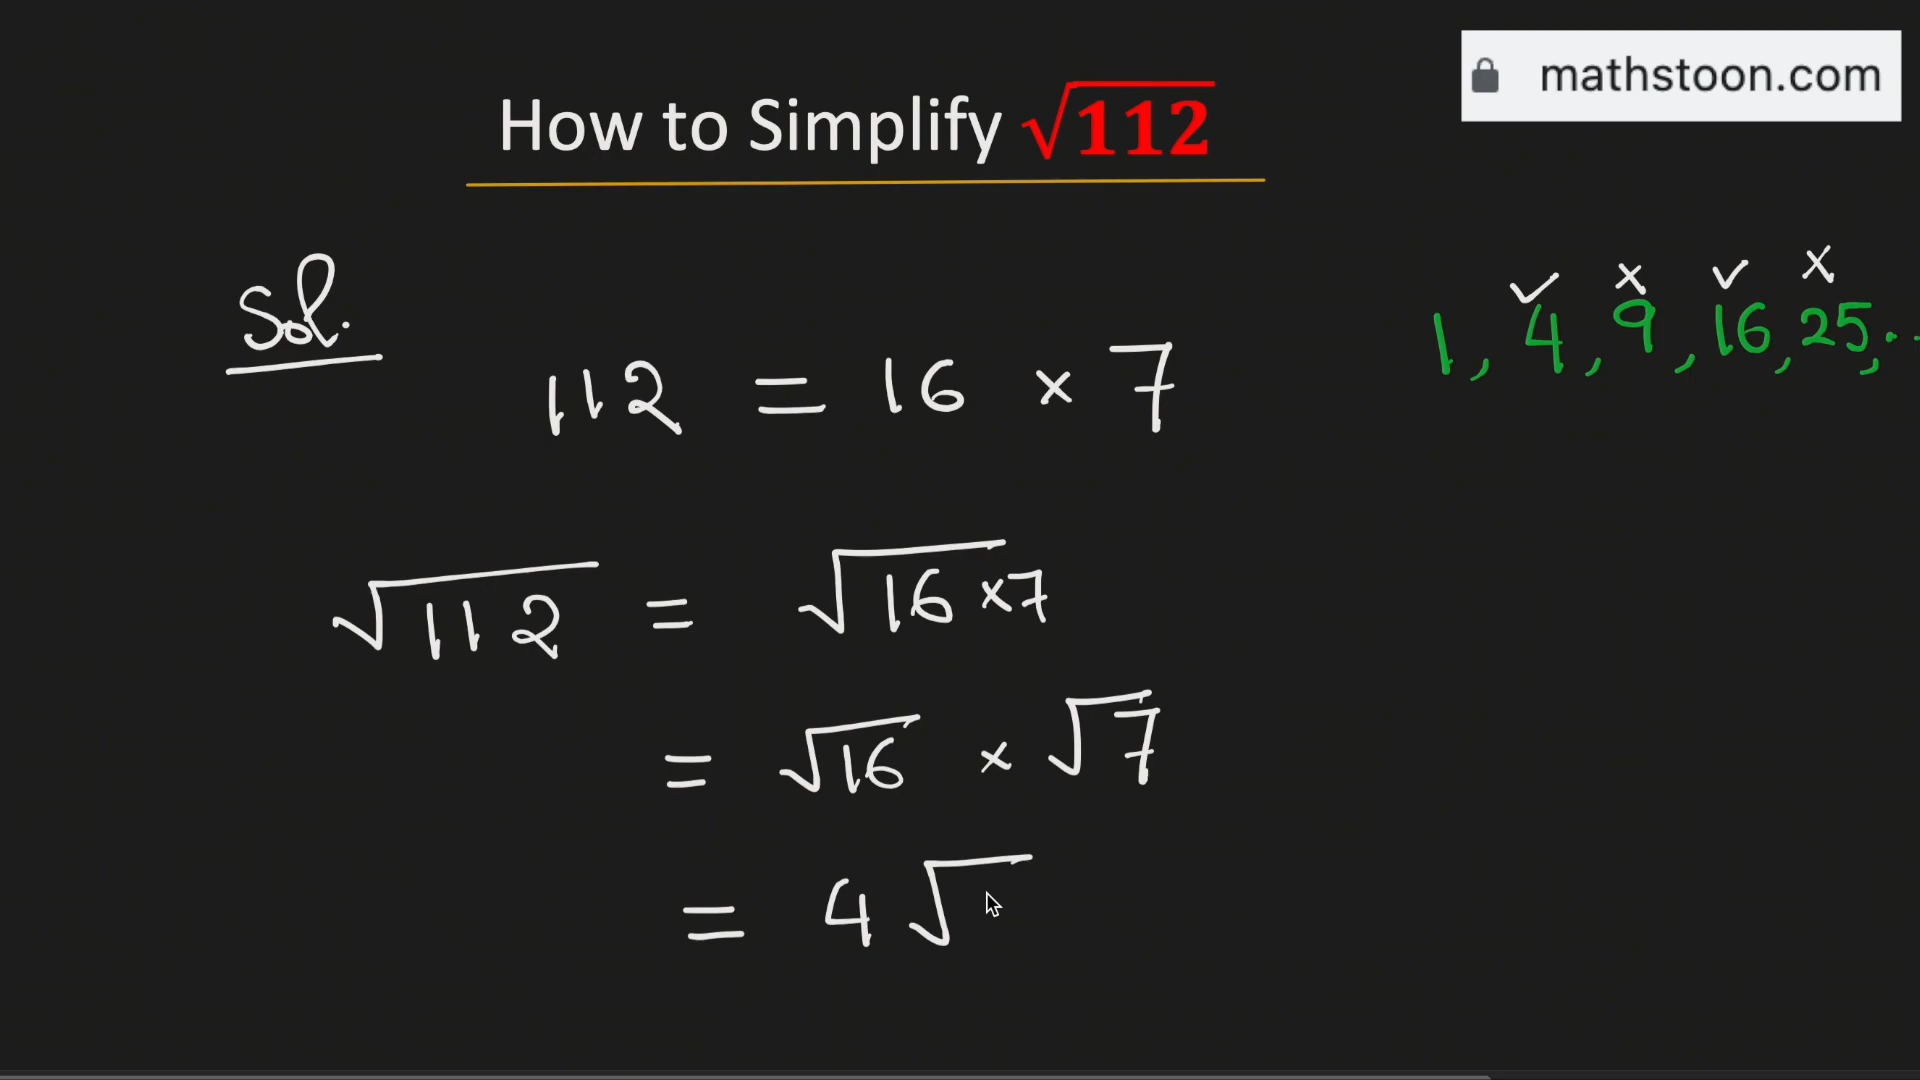 mathstoon.com
How to Simplify √112
Sol.
✓ × ✓ ×
1, 4, 9, 16, 25, ..
112 = 16 × 7
√112 = √16×7
= √16 × √7
= 4 √